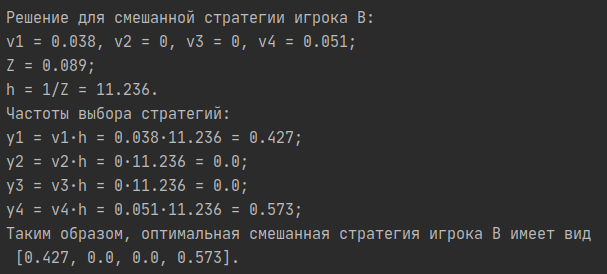 Решение для смешанной стратегии игрока B:
v1 = 0.038, v2 = 0, v3 = 0, v4 = 0.051;
Z = 0.089;
h = 1/Z = 11.236.
Частоты выбора стратегий:
y1 = v1·h = 0.038·11.236 = 0.427;
y2 = v2·h = 0·11.236 = 0.0;
y3 = v3·h = 0·11.236 = 0.0;
y4 = v4·h = 0.051·11.236 = 0.573;
Таким образом, оптимальная смешанная стратегия игрока B имеет вид
[0.427, 0.0, 0.0, 0.573].